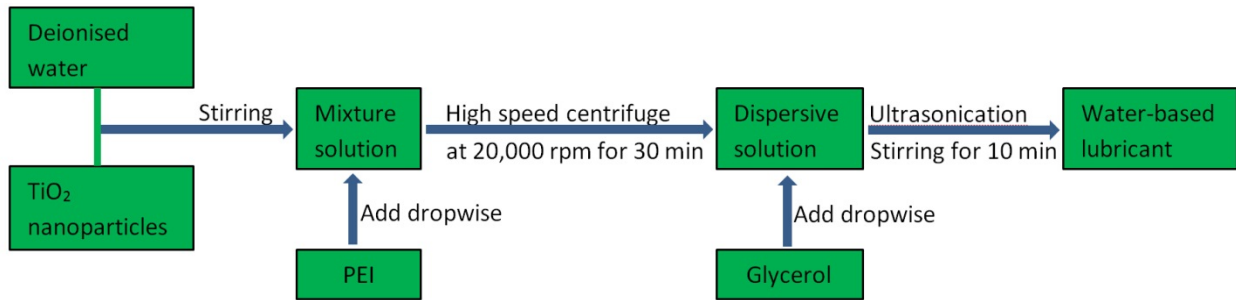 Deionised
water
Stirring
Mixture
solution
High speed centrifuge
at 20,000 rpm for 30 min
Dispersive
solution
Ultrasonication
Stirring for 10 min
Water-based
lubricant
TiO₂
nanoparticles
Add dropwise
Add dropwise
PEI
Glycerol